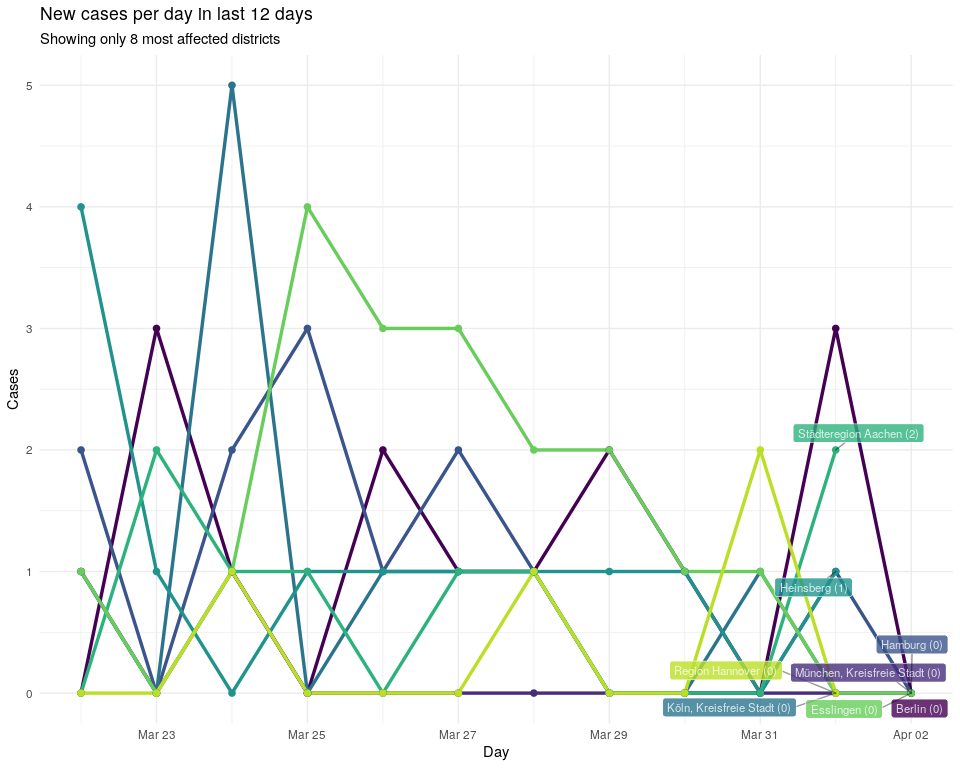 New cases per day in last 12 days
Showing only 8 most affected districts
5
4
3
2
1
0
Cases
Städteregion Aachen (2)
Heinsberg (1)
Hamburg (0)
Region Hannover (0)
München, Kreisfreie Stadt (0)
Köln, Kreisfreie Stadt (0)
Esslingen (0)
Berlin (0)
Mar 23
Mar 25
Mar 27
Mar 29
Mar 31
Apr 02
Day